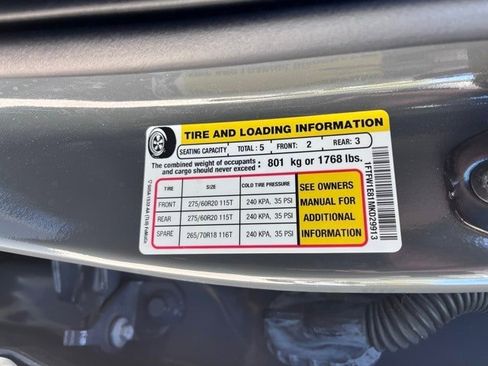 TIRE AND LOADING INFORMATION
SEATING CAPACITY TOTAL : 5 FRONT: 2 REAR: 3
The combined weight of occupants and cargo should never exceed : 801 kg or 1768 lbs.
TIRE SIZE COLD TIRE PRESSURE
FRONT 275/60R20 115T 240 KPA, 35 PSI
REAR 275/60R20 115T 240 KPA, 35 PSI
SPARE 265/70R18 116T 240 KPA, 35 PSI
SEE OWNERS
MANUAL FOR
ADDITIONAL
INFORMATION